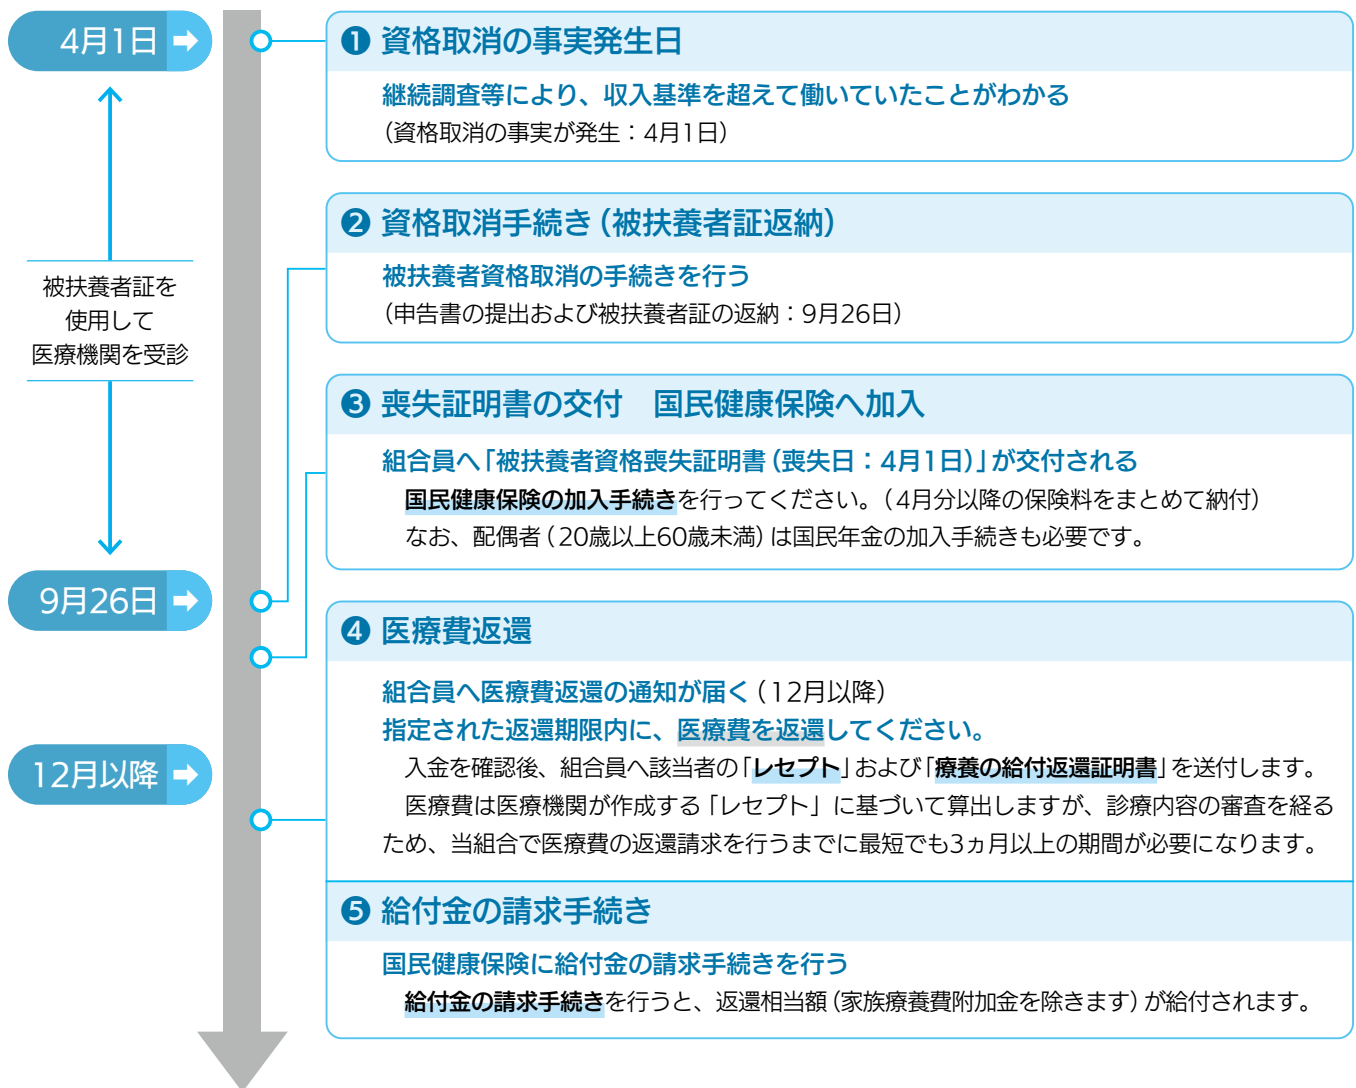 4月1日
❶ 資格取消の事実発生日
継続調査等により、収入基準を超えて働いていたことがわかる
（資格取消の事実が発生：4月1日）
被扶養者証を
使用して
医療機関を受診
❷ 資格取消手続き（被扶養者証返納）
被扶養者資格取消の手続きを行う
（申告書の提出および被扶養者証の返納：9月26日）
❸ 喪失証明書の交付　国民健康保険へ加入
組合員へ「被扶養者資格喪失証明書（喪失日：4月1日）」が交付される
国民健康保険の加入手続きを行ってください。（4月分以降の保険料をまとめて納付）
なお、配偶者（20歳以上60歳未満）は国民年金の加入手続きも必要です。
9月26日
❹ 医療費返還
組合員へ医療費返還の通知が届く（12月以降）
指定された返還期限内に、医療費を返還してください。
12月以降
入金を確認後、組合員へ該当者の「レセプト」および「療養の給付返還証明書」を送付します。
医療費は医療機関が作成する「レセプト」に基づいて算出しますが、診療内容の審査を経る
ため、当組合で医療費の返還請求を行うまでに最短でも3ヵ月以上の期間が必要になります。
❺ 給付金の請求手続き
国民健康保険に給付金の請求手続きを行う
給付金の請求手続きを行うと、返還相当額（家族療養費附加金を除きます）が給付されます。